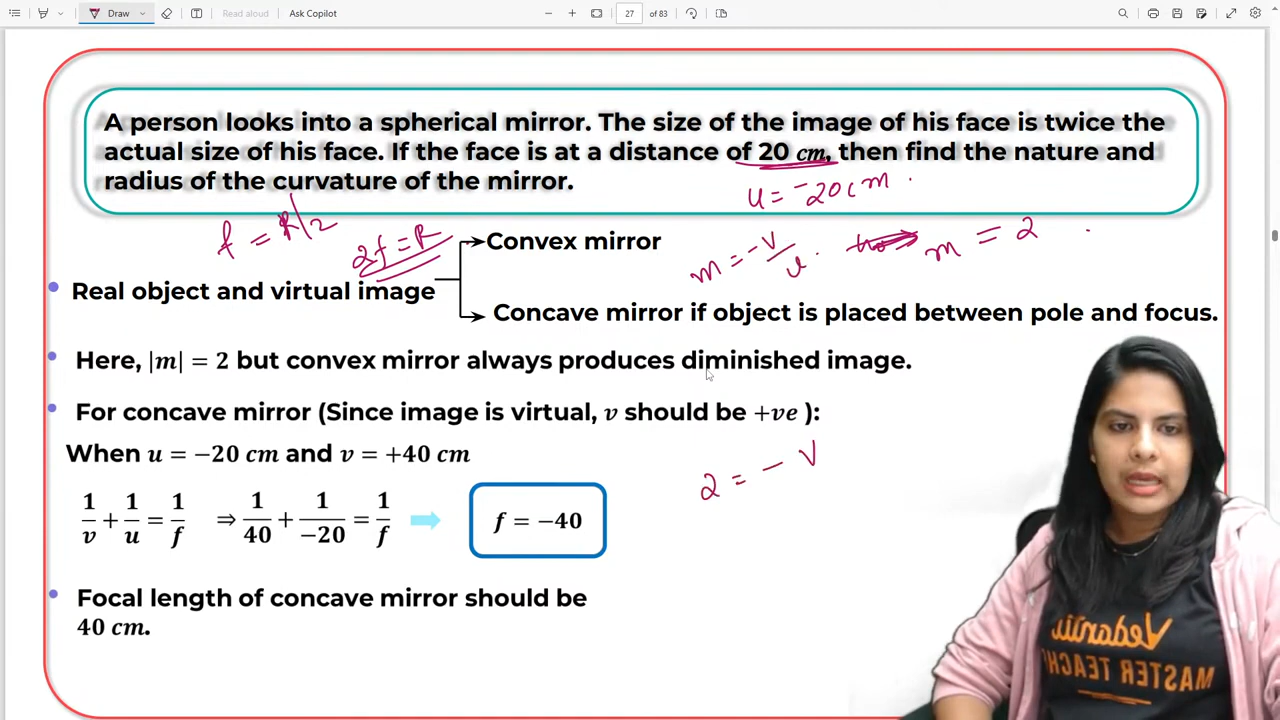 Draw
Read aloud
Ask Copilot
27
of 83
A person looks into a spherical mirror. The size of the image of his face is twice the
actual size of his face. If the face is at a distance of 20 cm, then find the nature and
radius of the curvature of the mirror.
u = -20 cm
f = R/2
2f = R
Convex mirror
m = -v/u
m = 2
Real object and virtual image
Concave mirror if object is placed between pole and focus.
Here, |m| = 2 but convex mirror always produces diminished image.
For concave mirror (Since image is virtual, v should be +ve ):
When u = −20 cm and v = +40 cm
2 = - V
1/v + 1/u = 1/f ⇒ 1/40 + 1/−20 = 1/f
f = −40
Focal length of concave mirror should be
40 cm.
Vedantu
MASTER TEACHE